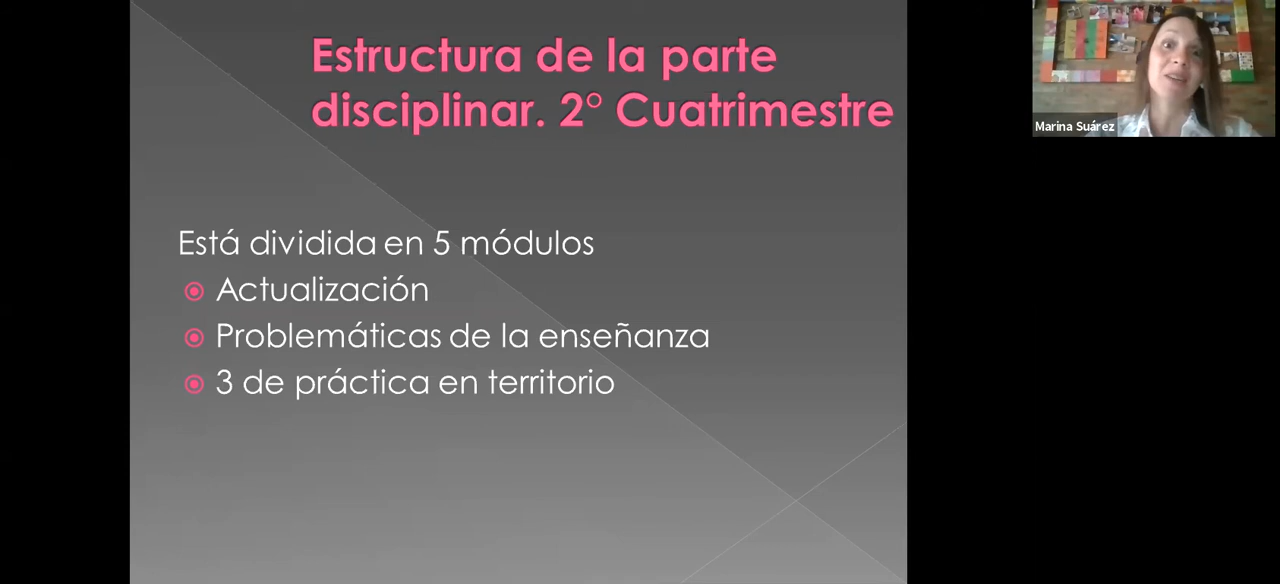 Estructura de la parte
disciplinar. 2° Cuatrimestre
Está dividida en 5 módulos
Actualización
Problemáticas de la enseñanza
3 de práctica en territorio
Marina Suárez